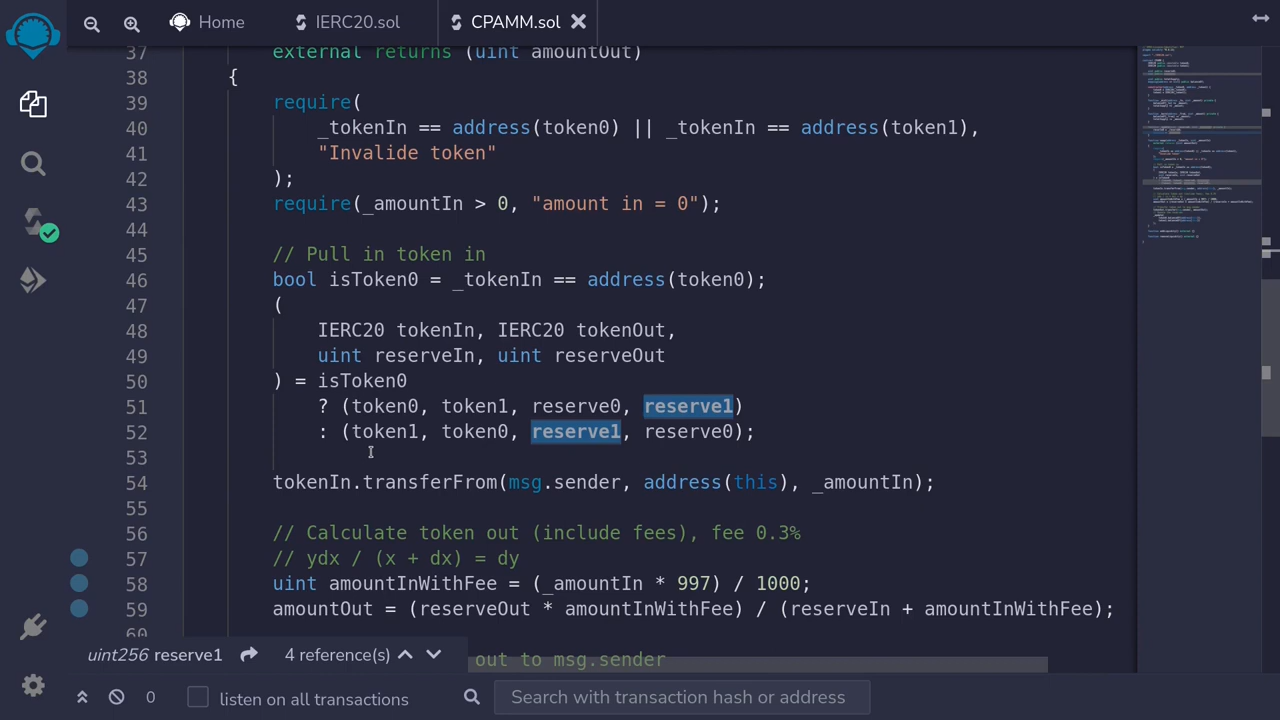 Home
IERC20.sol
CPAMM.sol
37 external returns (uint amountOut)
38 {
39 require(
40 _tokenIn == address(token0) || _tokenIn == address(token1),
41 "Invalide token"
42 );
43 require(_amountIn > 0, "amount in = 0");
44
45 // Pull in token in
46 bool isToken0 = _tokenIn == address(token0);
47 (
48 IERC20 tokenIn, IERC20 tokenOut,
49 uint reserveIn, uint reserveOut
50 ) = isToken0
51 ? (token0, token1, reserve0, reserve1)
52 : (token1, token0, reserve1, reserve0);
53
54 tokenIn.transferFrom(msg.sender, address(this), _amountIn);
55
56 // Calculate token out (include fees), fee 0.3%
57 // ydx / (x + dx) = dy
58 uint amountInWithFee = (_amountIn * 997) / 1000;
59 amountOut = (reserveOut * amountInWithFee) / (reserveIn + amountInWithFee);
60
out to msg.sender
uint256 reserve1 4 reference(s)
0 listen on all transactions Search with transaction hash or address